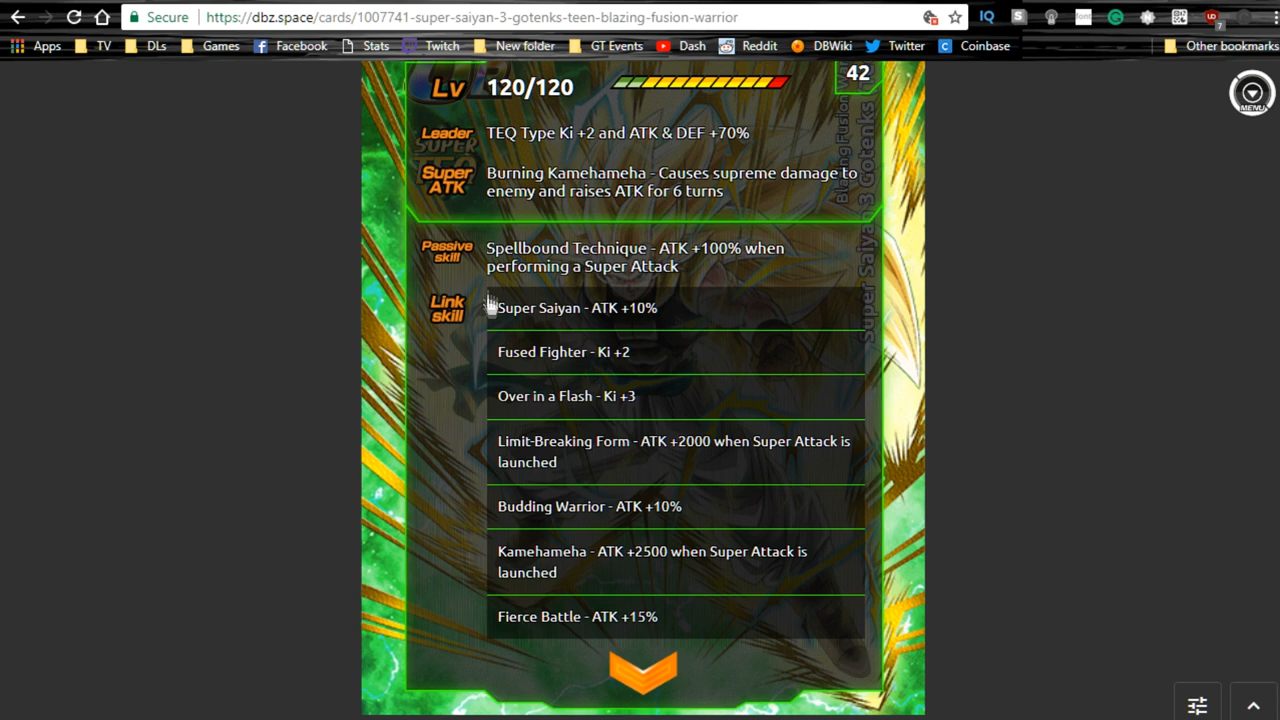 Secure
https://dbz.space/cards/1007741-super-saiyan-3-gotenks-teen-blazing-fusion-warrior
IQ
S
font
7
Apps TV DLs Games Facebook Stats Twitch New folder GT Events Dash Reddit DBWiki Twitter Coinbase Other bookmarks
Lv 120/120
42
MENU
Leader TEQ Type Ki +2 and ATK & DEF +70%
SUPER
TEQ
Super ATK
Burning Kamehameha - Causes supreme damage to
enemy and raises ATK for 6 turns
Blazing Fusion
Super Saiyan 3 Gotenks
Passive skill
Spellbound Technique - ATK +100% when
performing a Super Attack
Link skill
Super Saiyan - ATK +10%
Fused Fighter - Ki +2
Over in a Flash - Ki +3
Limit-Breaking Form - ATK +2000 when Super Attack is
launched
Budding Warrior - ATK +10%
Kamehameha - ATK +2500 when Super Attack is
launched
Fierce Battle - ATK +15%